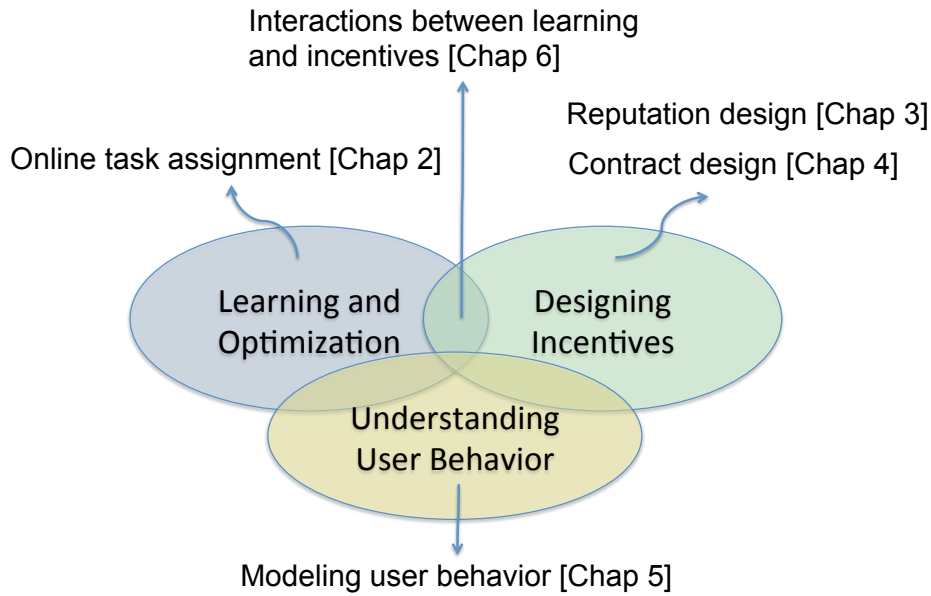 Interactions between learning
and incentives [Chap 6]
Reputation design [Chap 3]
Online task assignment [Chap 2]
Contract design [Chap 4]
Learning and
Optimization
Designing
Incentives
Understanding
User Behavior
Modeling user behavior [Chap 5]